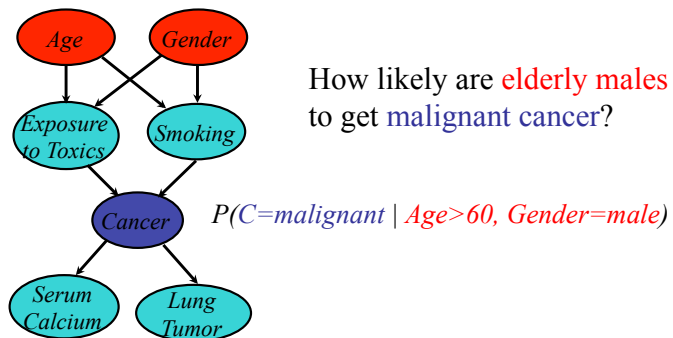 Age
Gender
How likely are elderly males
to get malignant cancer?
Exposure
to Toxics
Smoking
Cancer
P(C=malignant | Age>60, Gender=male)
Serum
Calcium
Lung
Tumor